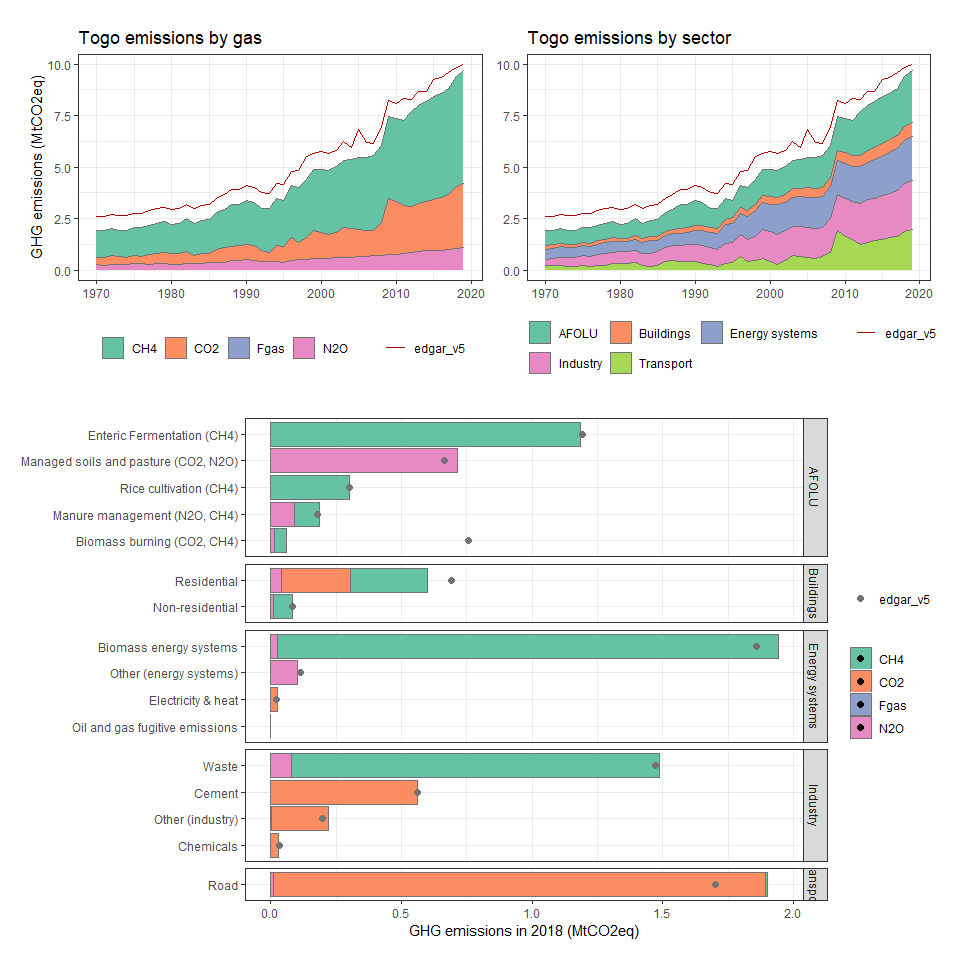 Togo emissions by gas
GHG emissions (MtCO2eq)
10.0
7.5
5.0
2.5
0.0
1970 1980 1990 2000 2010 2020
CH4 CO2 Fgas N2O edgar_v5
Togo emissions by sector
10.0
7.5
5.0
2.5
0.0
1970 1980 1990 2000 2010 2020
AFOLU Buildings Energy systems edgar_v5
Industry Transport
Enteric Fermentation (CH4)
Managed soils and pasture (CO2, N2O)
Rice cultivation (CH4)
Manure management (N2O, CH4)
Biomass burning (CO2, CH4)
AFOLU
Residential
Non-residential
Buildings
Biomass energy systems
Other (energy systems)
Electricity & heat
Oil and gas fugitive emissions
Energy systems
Waste
Cement
Other (industry)
Chemicals
Industry
Road
anspo
0.0 0.5 1.0 1.5 2.0
GHG emissions in 2018 (MtCO2eq)
edgar_v5
CH4
CO2
Fgas
N2O